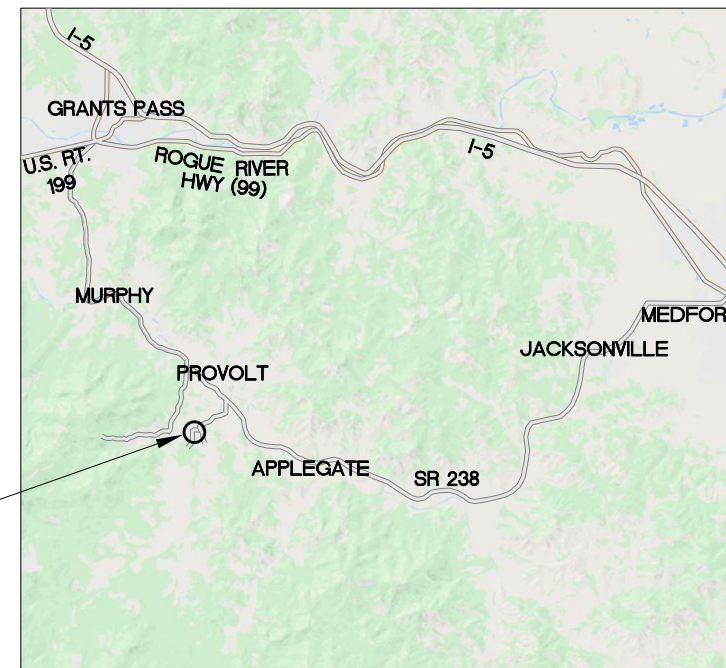 I-5
GRANTS PASS
U.S. RT.
199
ROGUE RIVER
HWY (99)
I-5
MURPHY
MEDFOR
JACKSONVILLE
PROVOLT
APPLEGATE
SR 238